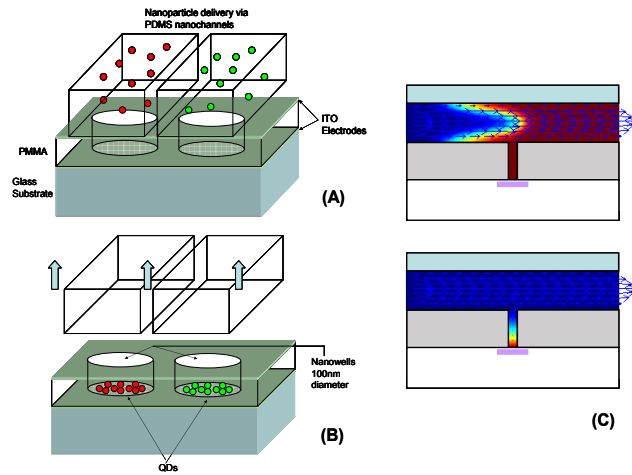 Nanoparticle delivery via
PDMS nanochannels
ITO
Electrodes
PMMA
Glass
Substrate
(A)
Nanowells
100nm
diameter
(B)
QDs
(C)